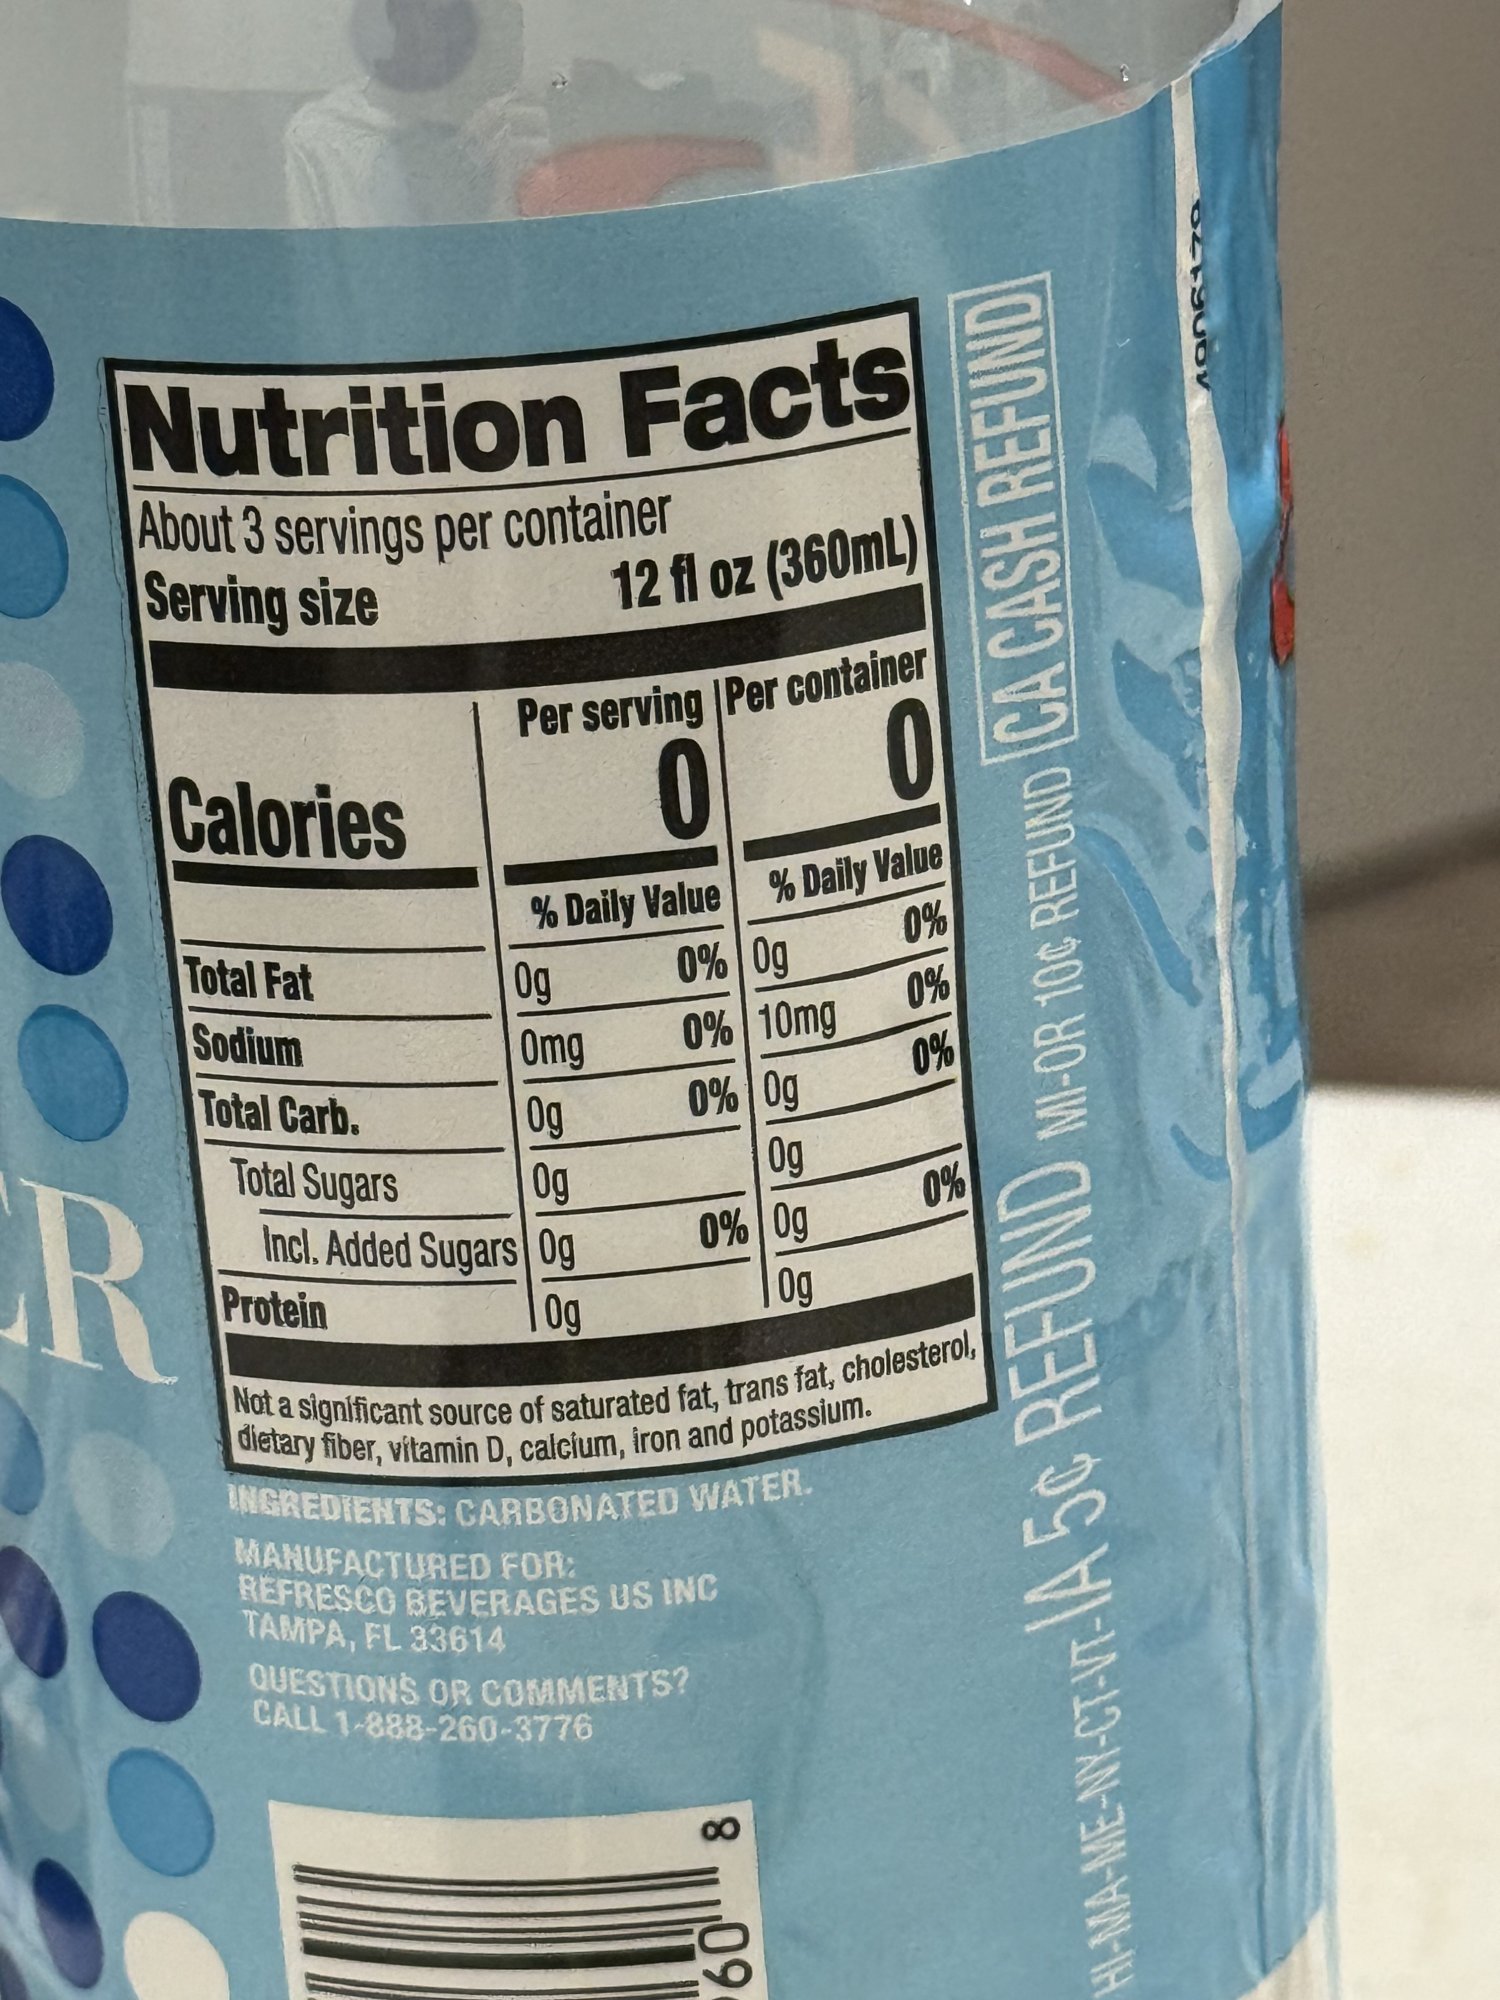 Nutrition Facts
About 3 servings per container
Serving size 12 fl oz (360mL)
Per serving Per container
Calories 0 0
% Daily Value % Daily Value
Total Fat 0g 0% 0g 0%
Sodium 0mg 0% 10mg 0%
Total Carb. 0g 0% 0g 0%
Total Sugars 0g 0g
Incl. Added Sugars 0g 0% 0g 0%
Protein 0g 0g
Not a significant source of saturated fat, trans fat, cholesterol,
dietary fiber, vitamin D, calcium, iron and potassium.
INGREDIENTS: CARBONATED WATER.
MANUFACTURED FOR:
REFRESCO BEVERAGES US INC
TAMPA, FL 33614
QUESTIONS OR COMMENTS?
CALL 1-888-260-3776
8
HI-MA-ME-NY-CT-VT-IA 5¢ REFUND MI-OR 10¢ REFUND CA CASH REFUND